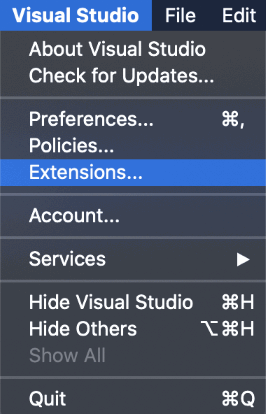 Visual Studio File Edit
About Visual Studio
Check for Updates...
Preferences... ⌘,
Policies...
Extensions...
Account...
Services ▶
Hide Visual Studio ⌘H
Hide Others ⌥⌘H
Show All
Quit ⌘Q